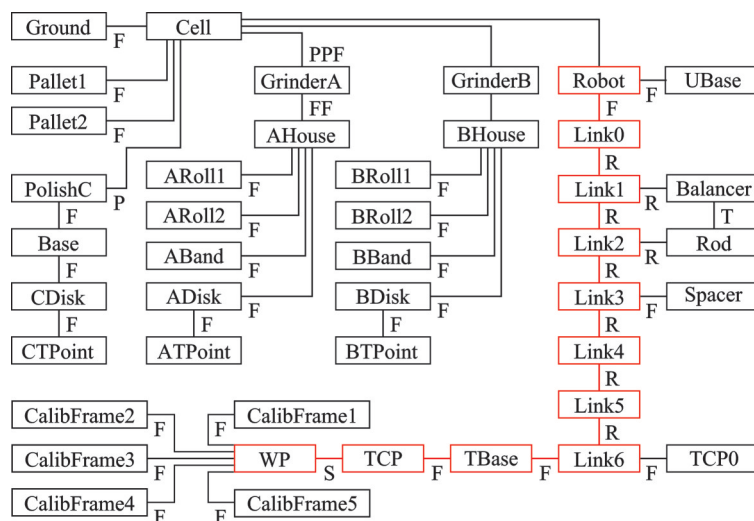 Ground
Cell
F
PPF
Pallet1
GrinderA
GrinderB
Robot
UBase
F
F
F
Pallet2
FF
F
AHouse
BHouse
Link0
R
ARoll1
BRoll1
PolishC
F
F
Link1
Balancer
P
R
R
F
ARoll2
BRoll2
T
Base
F
F
Link2
Rod
F
ABand
BBand
R
R
F
F
CDisk
ADisk
BDisk
Link3
Spacer
F
F
F
F
F
F
R
CTPoint
ATPoint
BTPoint
Link4
R
CalibFrame2
CalibFrame1
Link5
F
F
R
CalibFrame3
WP
TCP
TBase
Link6
TCP0
F
S
F
F
F
CalibFrame4
CalibFrame5
F
F